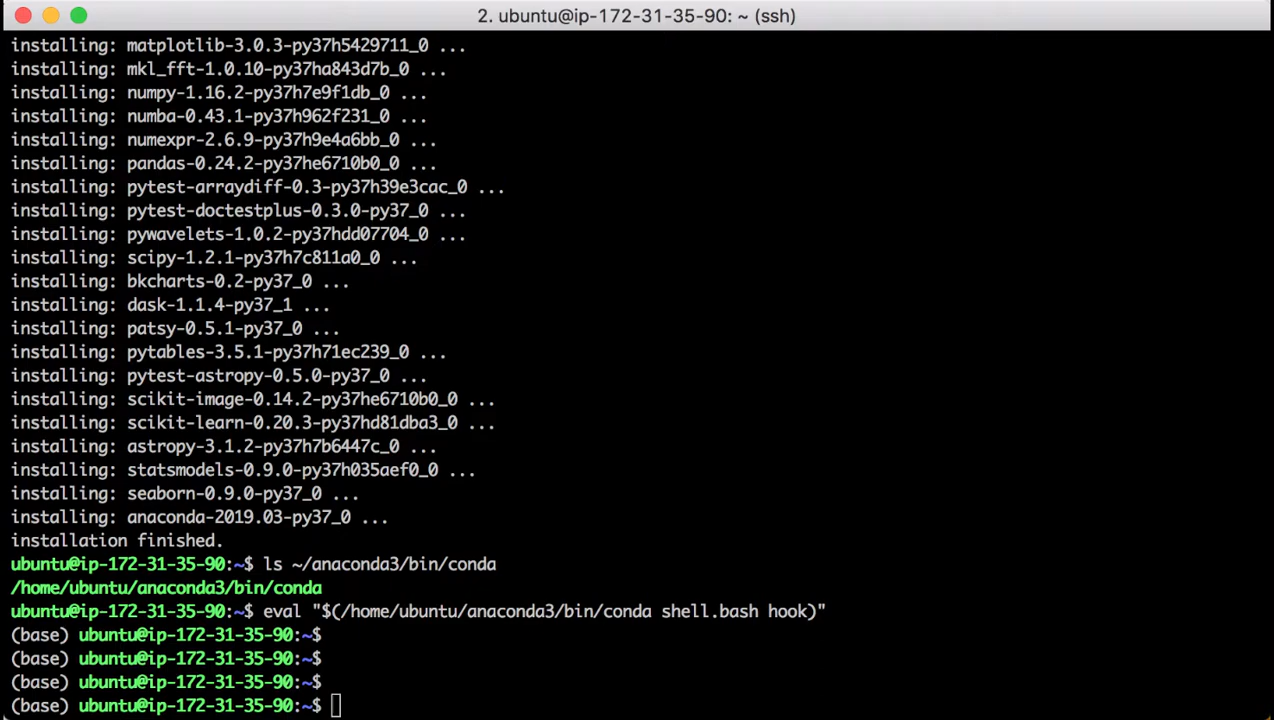 2. ubuntu@ip-172-31-35-90: ~ (ssh)
installing: matplotlib-3.0.3-py37h5429711_0 ...
installing: mkl_fft-1.0.10-py37ha843d7b_0 ...
installing: numpy-1.16.2-py37h7e9f1db_0 ...
installing: numba-0.43.1-py37h962f231_0 ...
installing: numexpr-2.6.9-py37h9e4a6bb_0 ...
installing: pandas-0.24.2-py37he6710b0_0 ...
installing: pytest-arraydiff-0.3-py37h39e3cac_0 ...
installing: pytest-doctestplus-0.3.0-py37_0 ...
installing: pywavelets-1.0.2-py37hdd07704_0 ...
installing: scipy-1.2.1-py37h7c811a0_0 ...
installing: bkcharts-0.2-py37_0 ...
installing: dask-1.1.4-py37_1 ...
installing: patsy-0.5.1-py37_0 ...
installing: pytables-3.5.1-py37h71ec239_0 ...
installing: pytest-astropy-0.5.0-py37_0 ...
installing: scikit-image-0.14.2-py37he6710b0_0 ...
installing: scikit-learn-0.20.3-py37hd81dba3_0 ...
installing: astropy-3.1.2-py37h7b6447c_0 ...
installing: statsmodels-0.9.0-py37h035aef0_0 ...
installing: seaborn-0.9.0-py37_0 ...
installing: anaconda-2019.03-py37_0 ...
installation finished.
ubuntu@ip-172-31-35-90:~$ ls ~/anaconda3/bin/conda
/home/ubuntu/anaconda3/bin/conda
ubuntu@ip-172-31-35-90:~$ eval "$(/home/ubuntu/anaconda3/bin/conda shell.bash hook)"
(base) ubuntu@ip-172-31-35-90:~$
(base) ubuntu@ip-172-31-35-90:~$
(base) ubuntu@ip-172-31-35-90:~$
(base) ubuntu@ip-172-31-35-90:~$